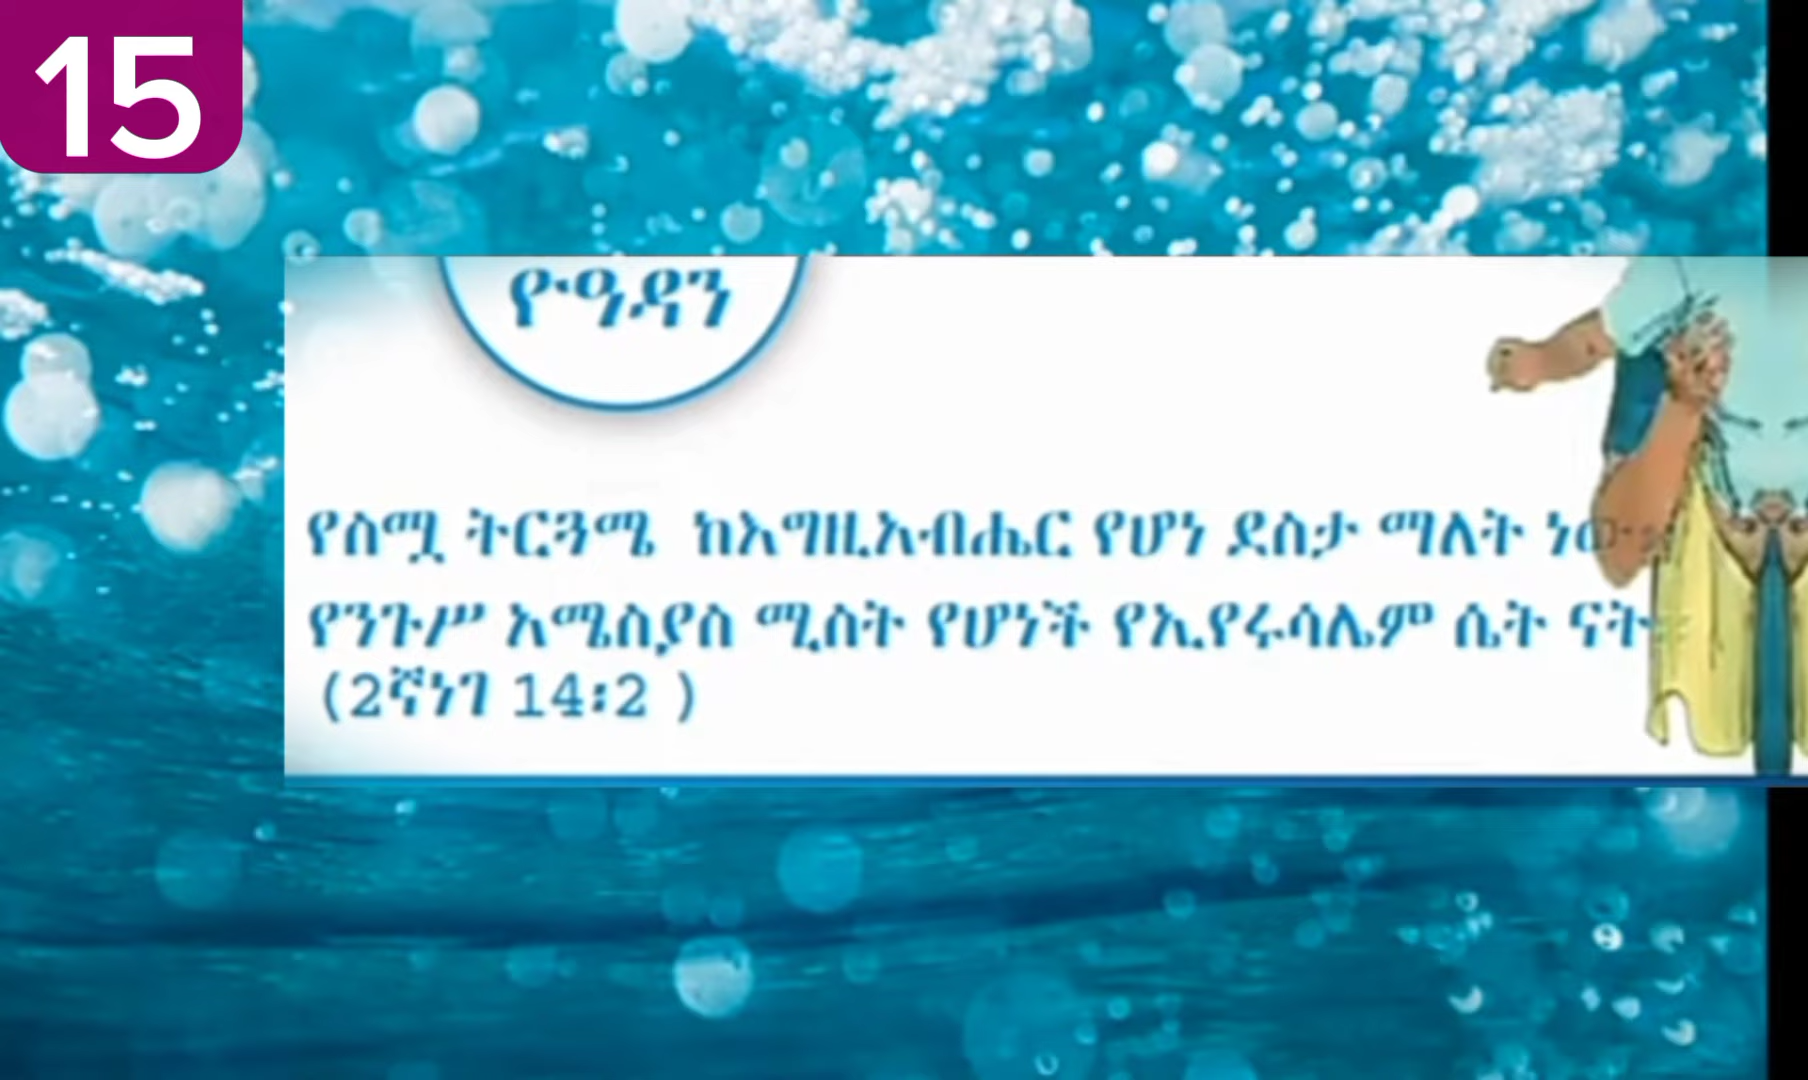 15
ዮዓዳን
የስሟ ትርጓሜ ከእግዚአብሔር የሆነ ደስታ ማለት ነው
የንጉሥ አሜስያስ ሚስት የሆነች የኢየሩሳሌም ሴት ናት
(2ኛነገ 14፡2 )